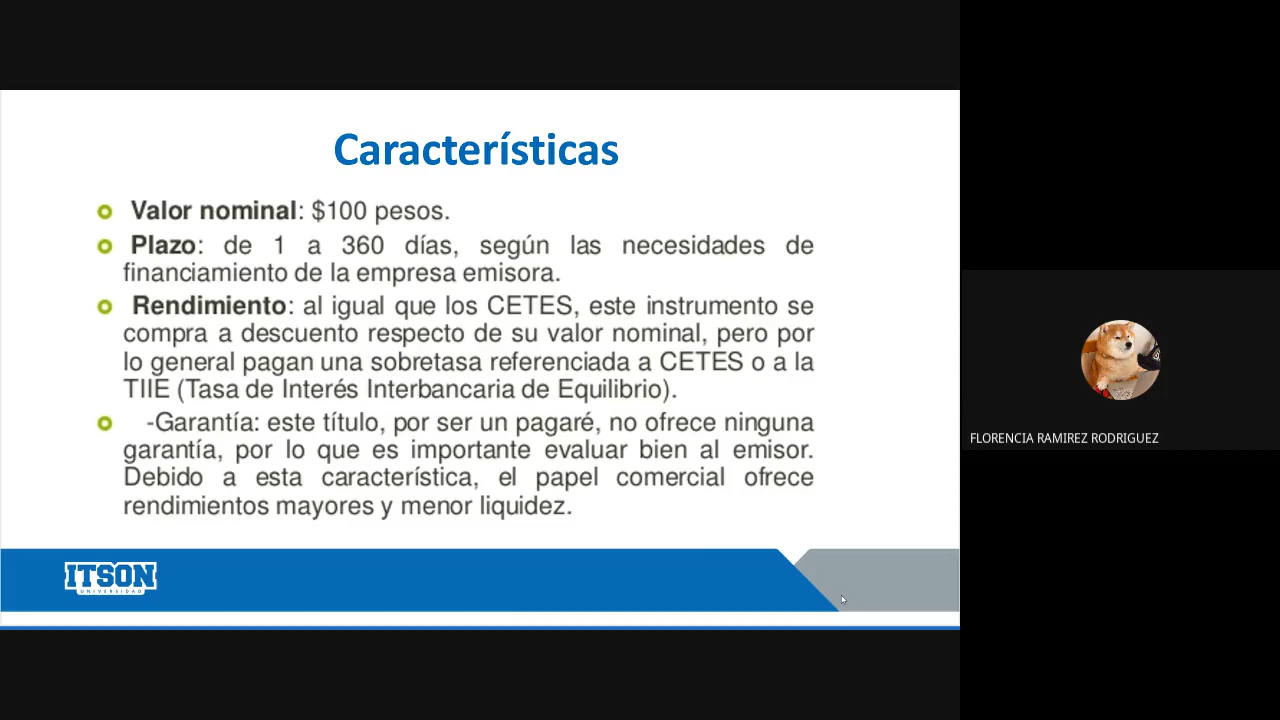 Características
Valor nominal: $100 pesos.
Plazo: de 1 a 360 días, según las necesidades de
financiamiento de la empresa emisora.
Rendimiento: al igual que los CETES, este instrumento se
compra a descuento respecto de su valor nominal, pero por
lo general pagan una sobretasa referenciada a CETES o a la
TIIE (Tasa de Interés Interbancaria de Equilibrio).
-Garantía: este título, por ser un pagaré, no ofrece ninguna
garantía, por lo que es importante evaluar bien al emisor.
Debido a esta característica, el papel comercial ofrece
rendimientos mayores y menor liquidez.
ITSON
UNIVERSIDAD
FLORENCIA RAMIREZ RODRIGUEZ